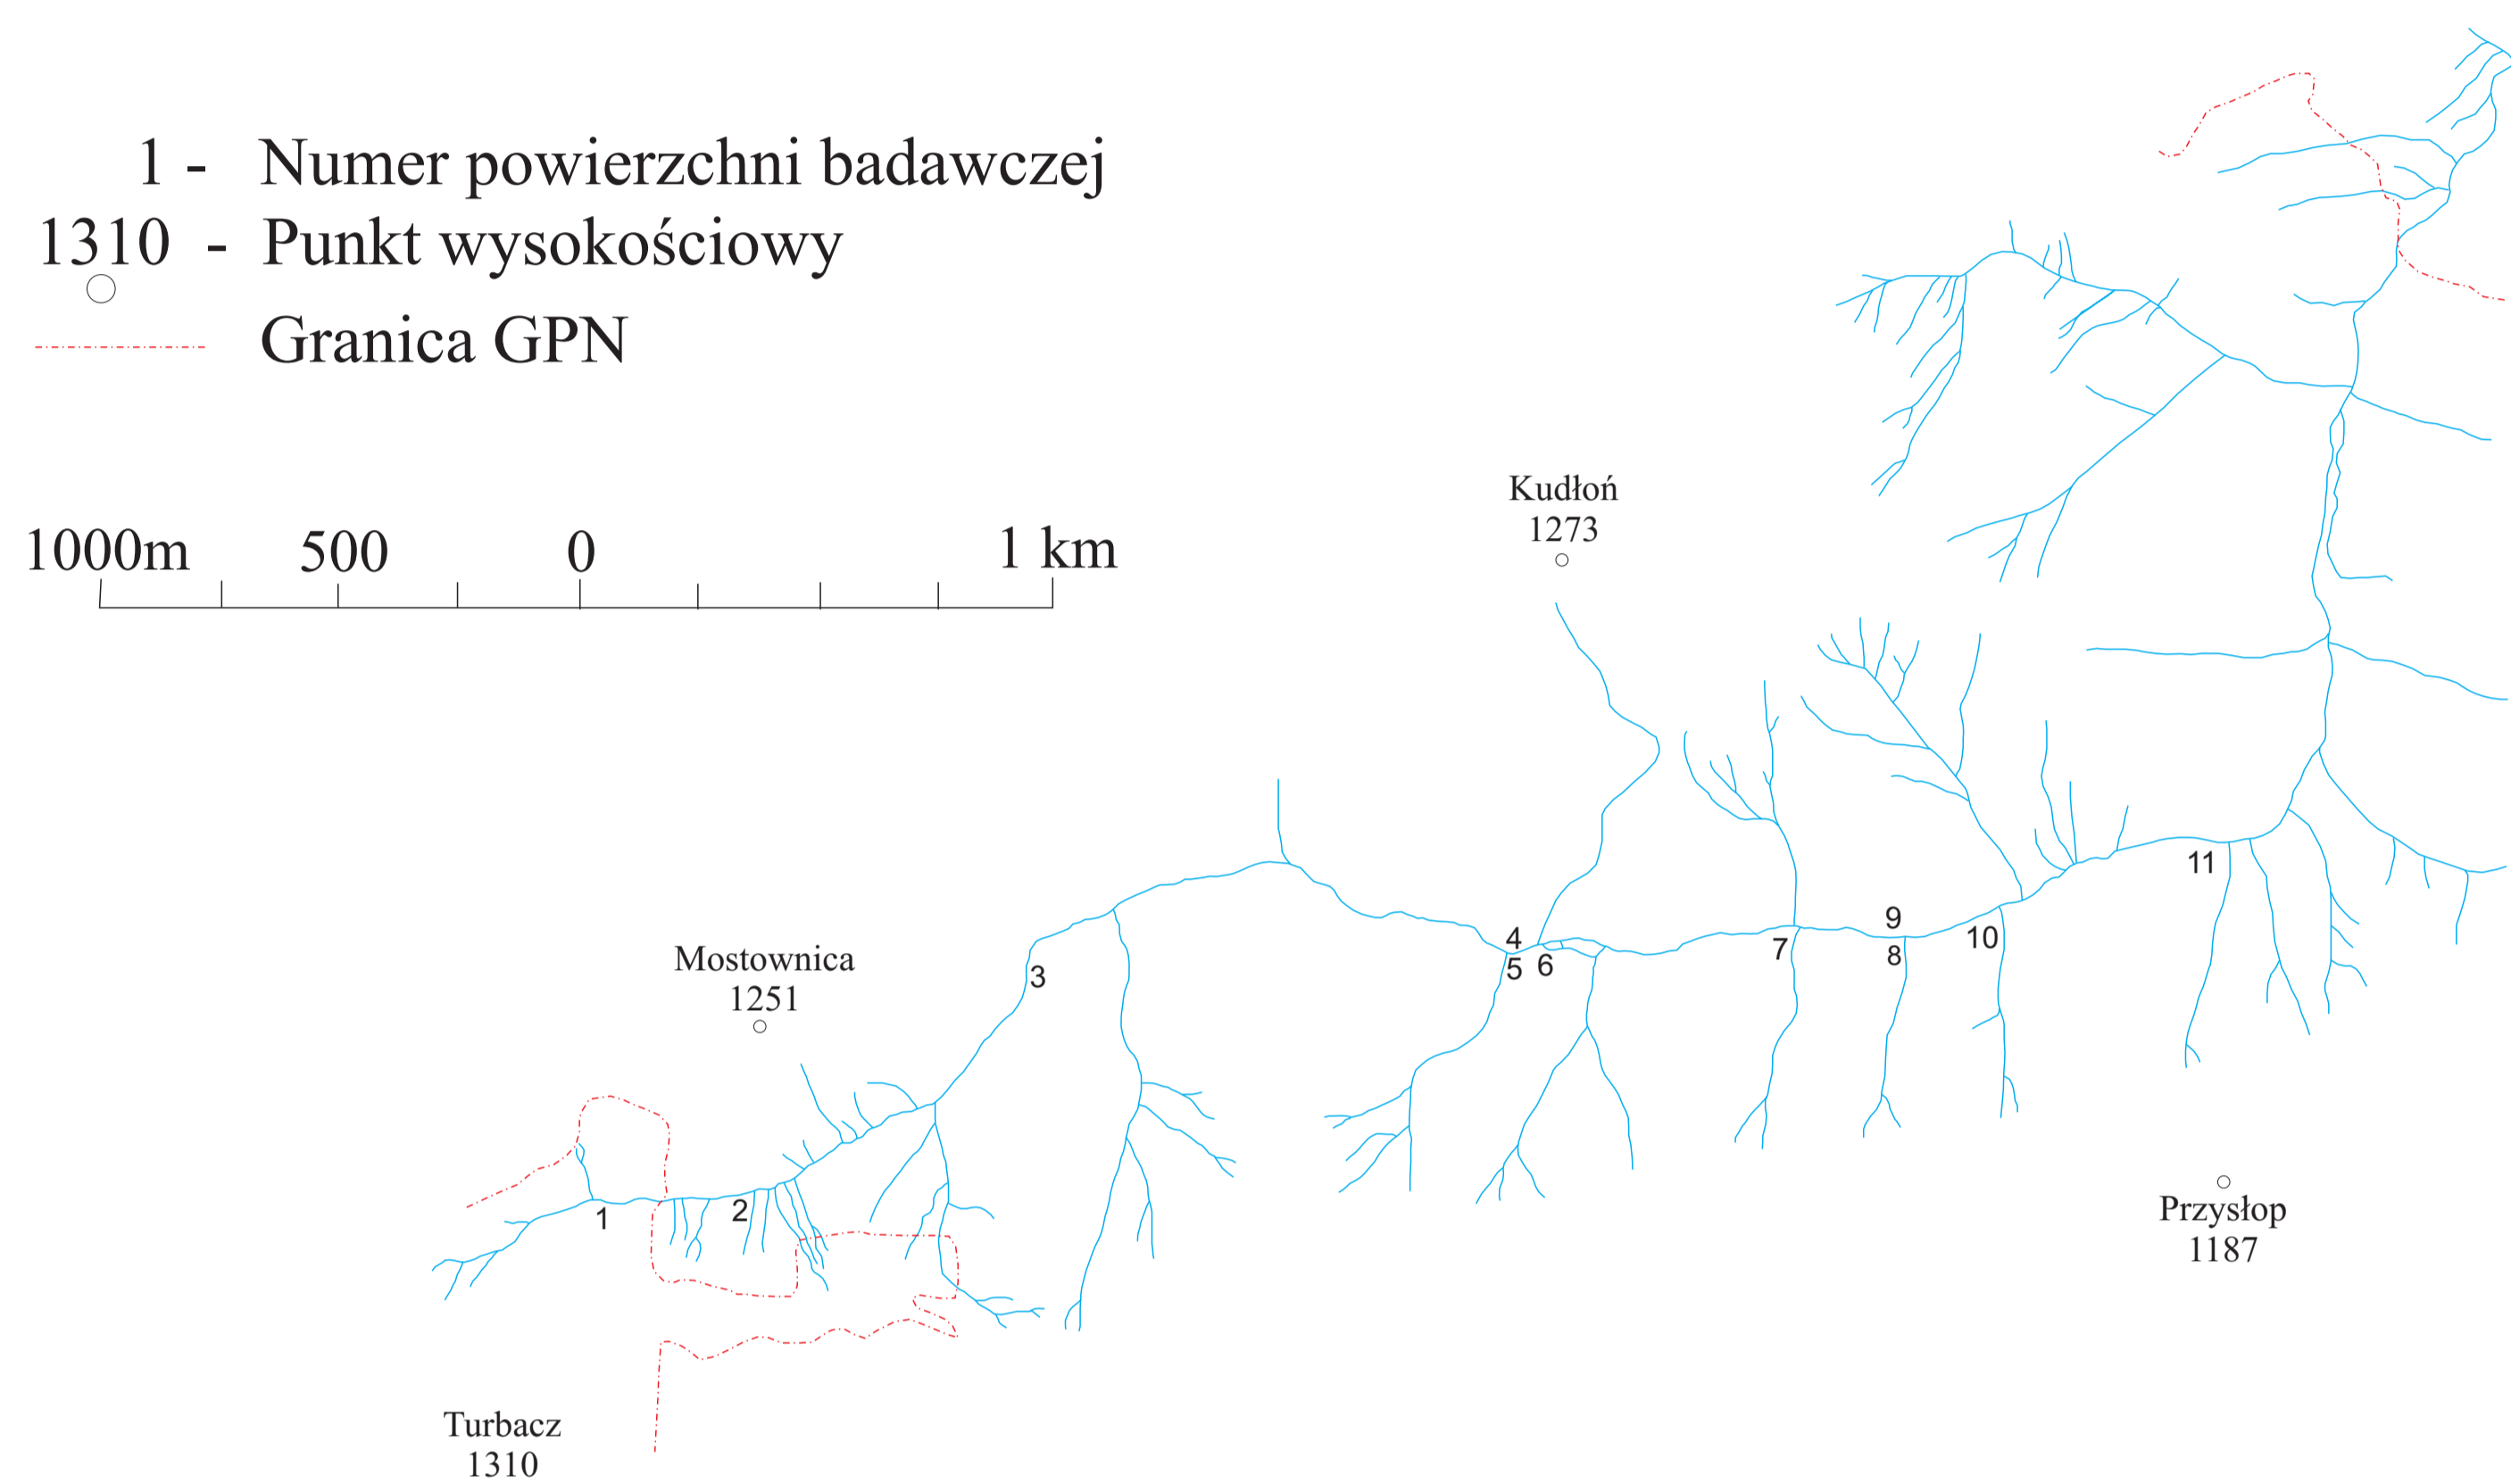 1 - Numer powierzchni badawczej
1310 - Punkt wysokościowy
Granica GPN
1000m 500 0 1 km
Kudłoń
1273
11
9
4 10
7
8
5 6
Mostownica
3
1251
Przysłop
2
1
1187
Turbacz
1310